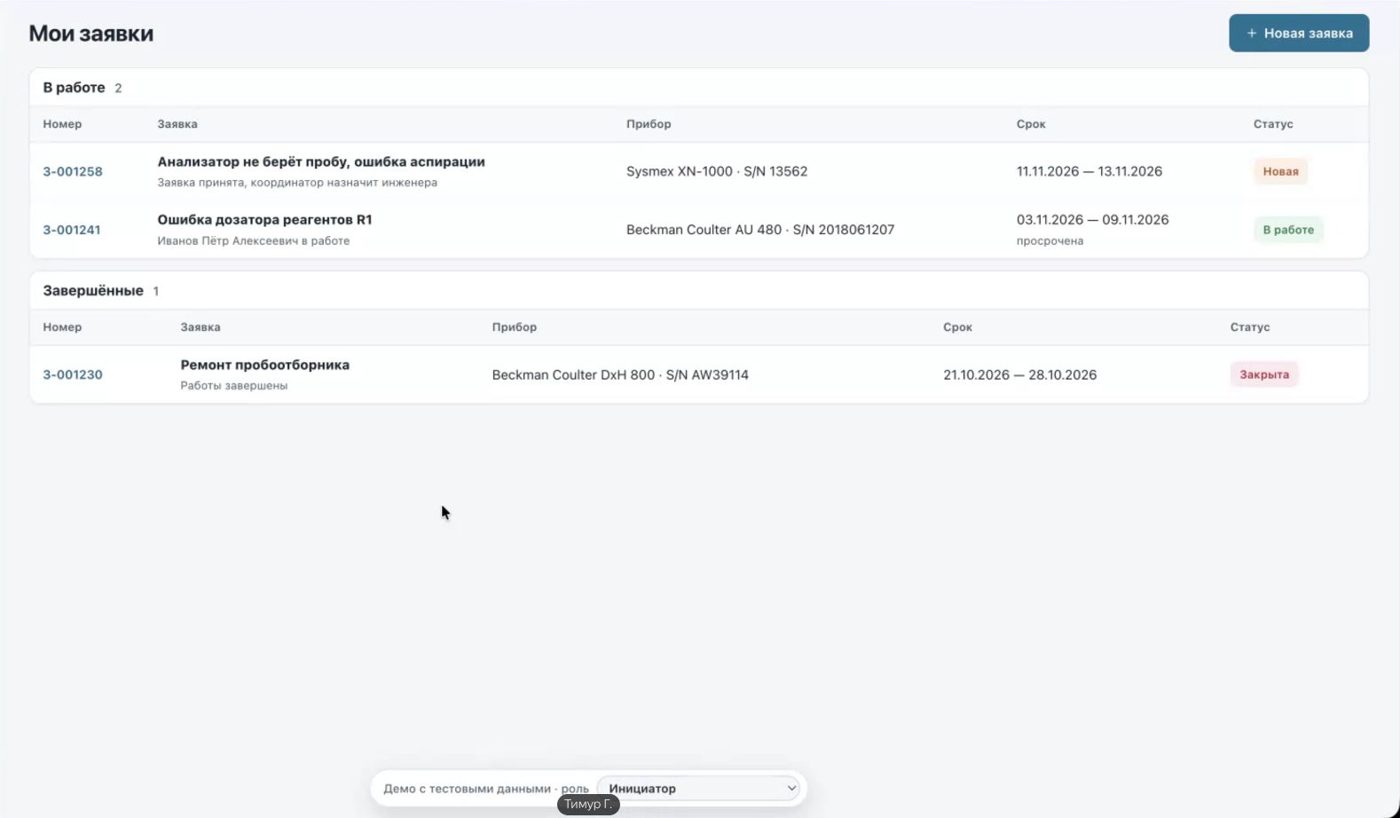 Мои заявки
+ Новая заявка
В работе 2
Номер Заявка Прибор Срок Статус
З-001258 Анализатор не берёт пробу, ошибка аспирации Sysmex XN-1000 · S/N 13562 11.11.2026 — 13.11.2026 Новая
Заявка принята, координатор назначит инженера
З-001241 Ошибка дозатора реагентов R1 Beckman Coulter AU 480 · S/N 2018061207 03.11.2026 — 09.11.2026 В работе
Иванов Пётр Алексеевич в работе просрочена
Завершённые 1
Номер Заявка Прибор Срок Статус
З-001230 Ремонт пробоотборника Beckman Coulter DxH 800 · S/N AW39114 21.10.2026 — 28.10.2026 Закрыта
Работы завершены
Демо с тестовыми данными · роль Инициатор
Тимур Г.